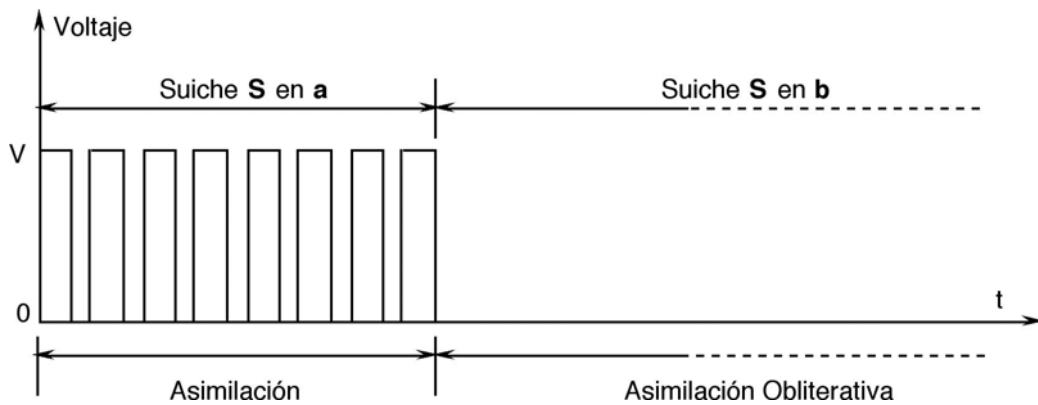 Voltaje
Suiche S en a
Suiche S en b
V
0
t
Asimilación
Asimilación Obliterativa